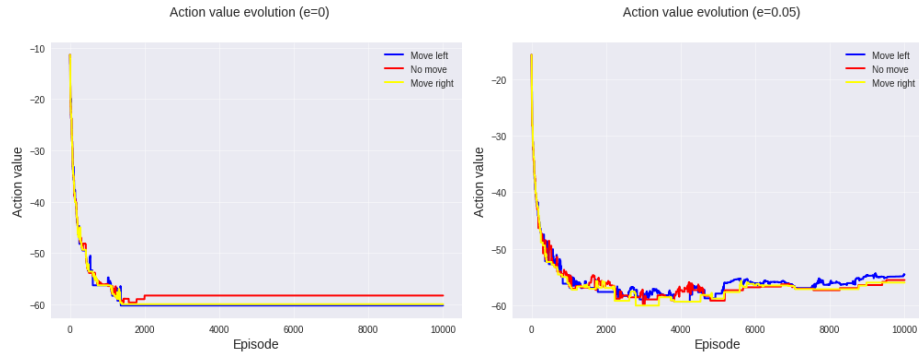 Action value evolution (e=0)
Action value
−10
−20
−30
−40
−50
−60
0
2000
4000
6000
8000
10000
Episode
Move left
No move
Move right
Action value evolution (e=0.05)
Action value
−20
−30
−40
−50
−60
0
2000
4000
6000
8000
10000
Episode
Move left
No move
Move right